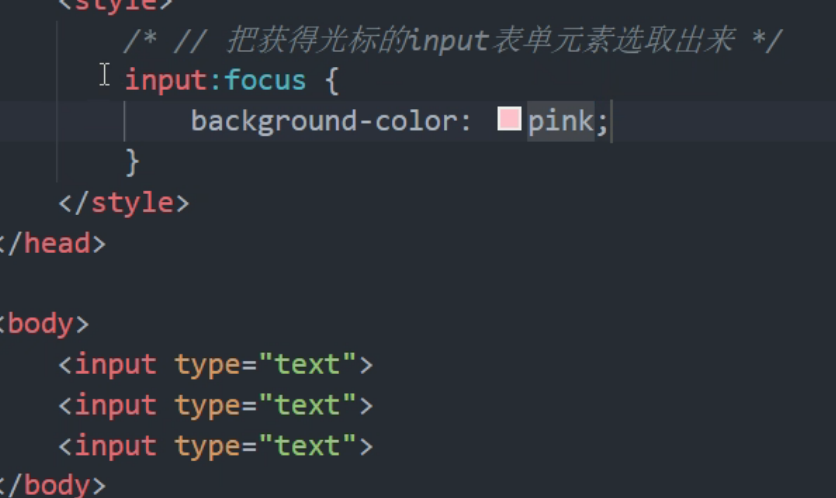 <style>
/* // 把获得光标的input表单元素选取出来 */
input:focus {
background-color: pink;
}
</style>
</head>
<body>
<input type="text">
<input type="text">
<input type="text">
</body>